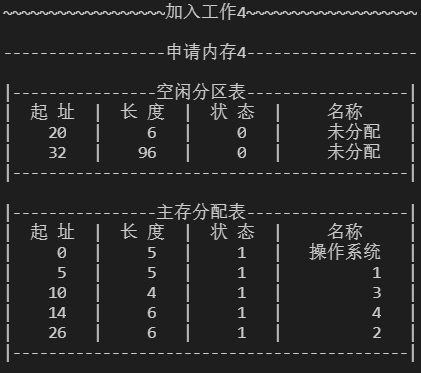 ~~~~~~~~~~~~~~~~~~加入工作4~~~~~~~~~~~~~~~~~~~
------------------申请内存4-------------------
|----------------空闲分区表------------------|
| 起 址 | 长 度 | 状 态 | 名称 |
| 20 | 6 | 0 | 未分配 |
| 32 | 96 | 0 | 未分配 |
|--------------------------------------------|
|----------------主存分配表------------------|
| 起 址 | 长 度 | 状 态 | 名称 |
| 0 | 5 | 1 | 操作系统 |
| 5 | 5 | 1 | 1 |
| 10 | 4 | 1 | 3 |
| 14 | 6 | 1 | 4 |
| 26 | 6 | 1 | 2 |
|--------------------------------------------|